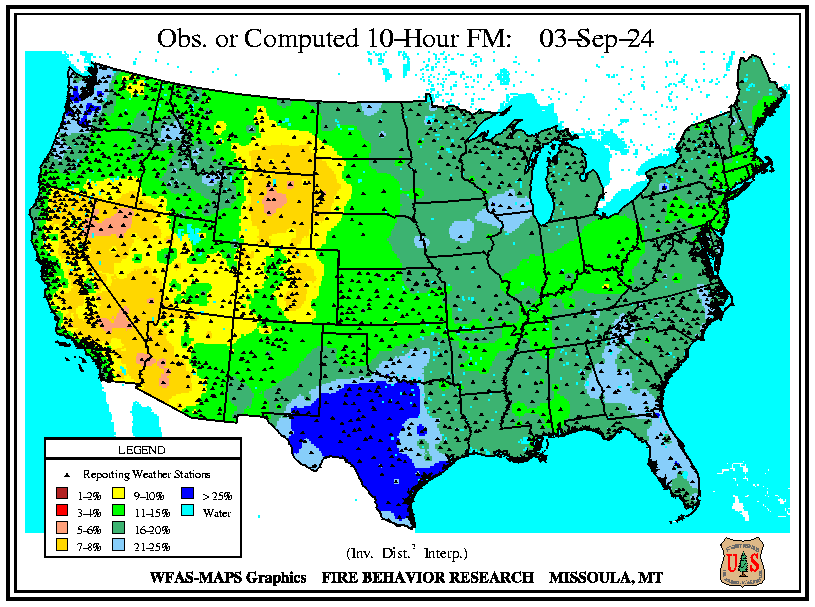 Obs. or Computed 10-Hour FM: 03-Sep-24
LEGEND
Reporting Weather Stations
1-2% 9-10% > 25%
3-4% 11-15% Water
5-6% 16-20%
7-8% 21-25%
(Inv. Dist.² Interp.)
WFAS-MAPS Graphics FIRE BEHAVIOR RESEARCH MISSOULA, MT
U S